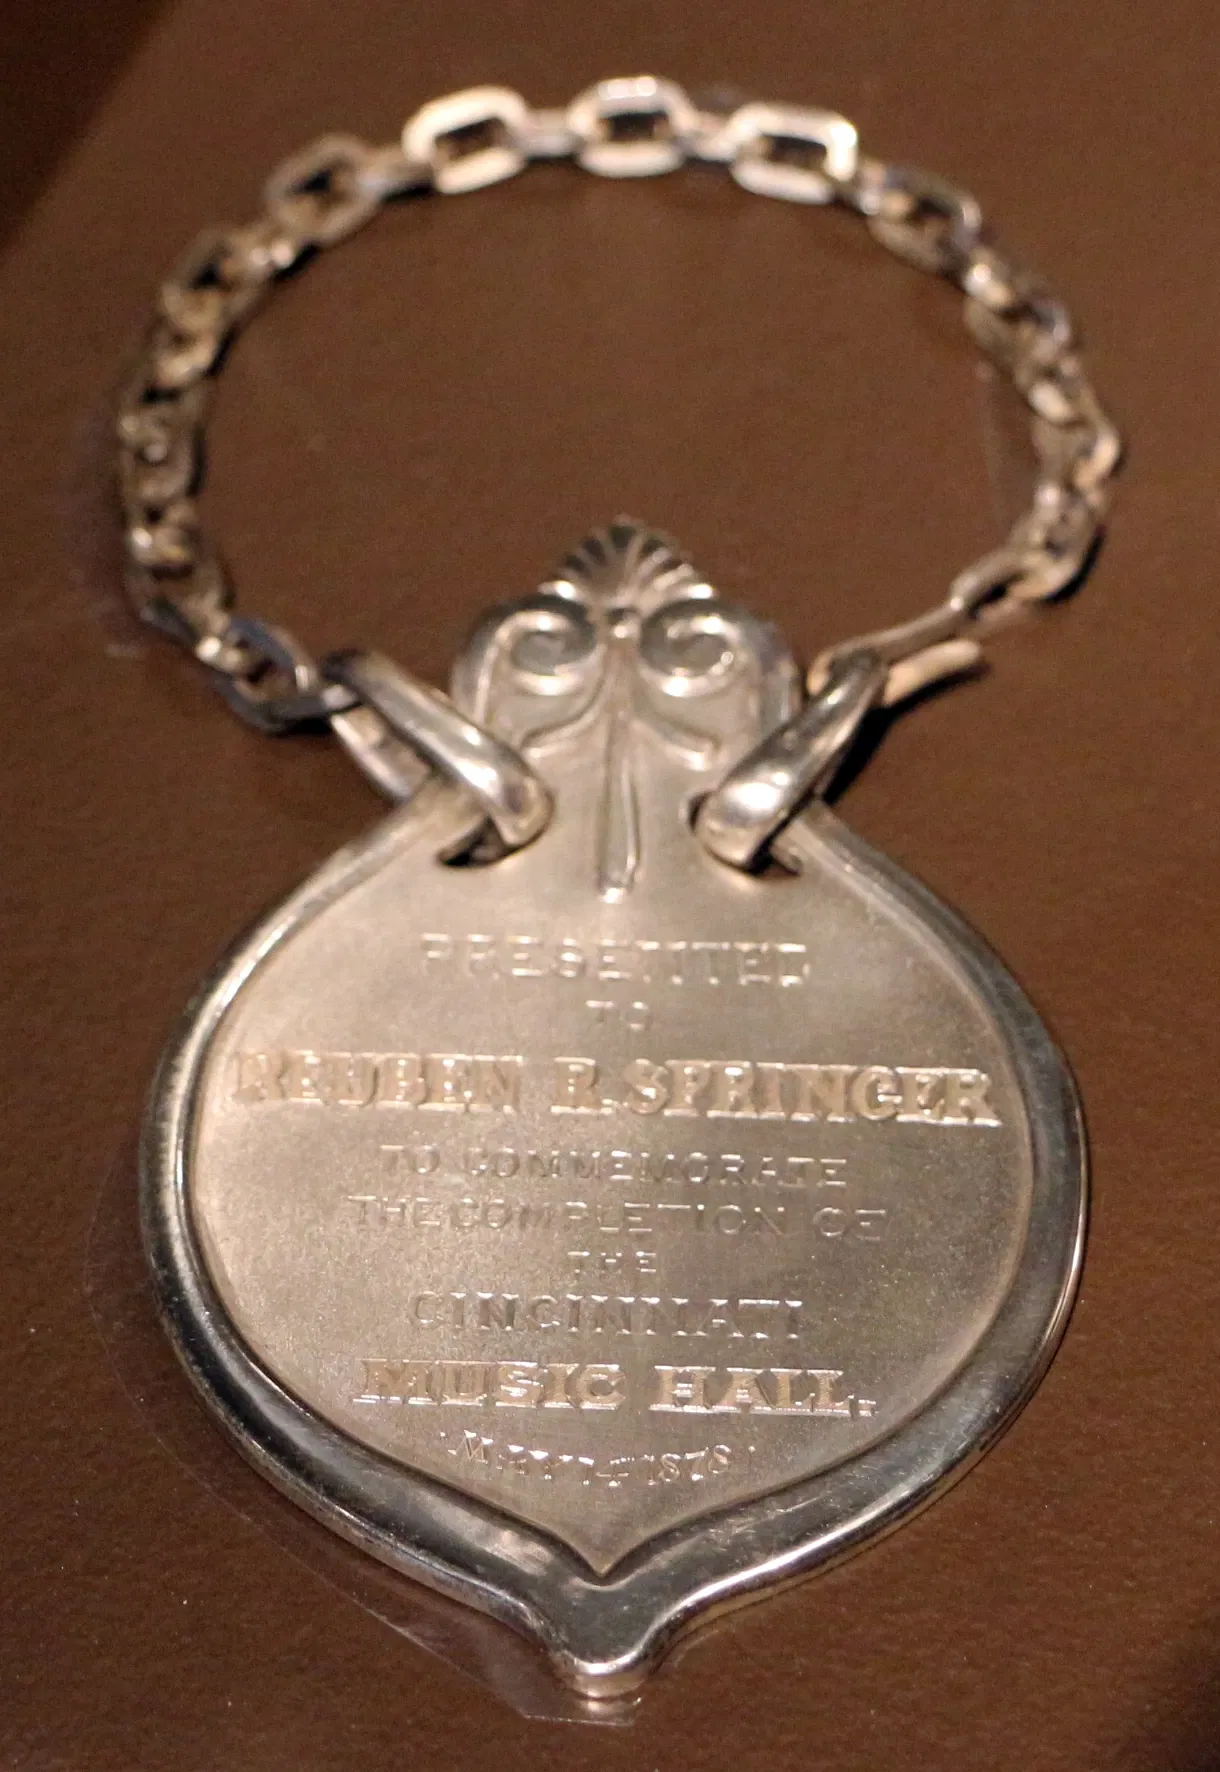 PRESENTED
TO
REUBEN R. SPRINGER
TO COMMEMORATE
THE COMPLETION OF
THE
CINCINNATI
MUSIC HALL.
MAY 14 1878